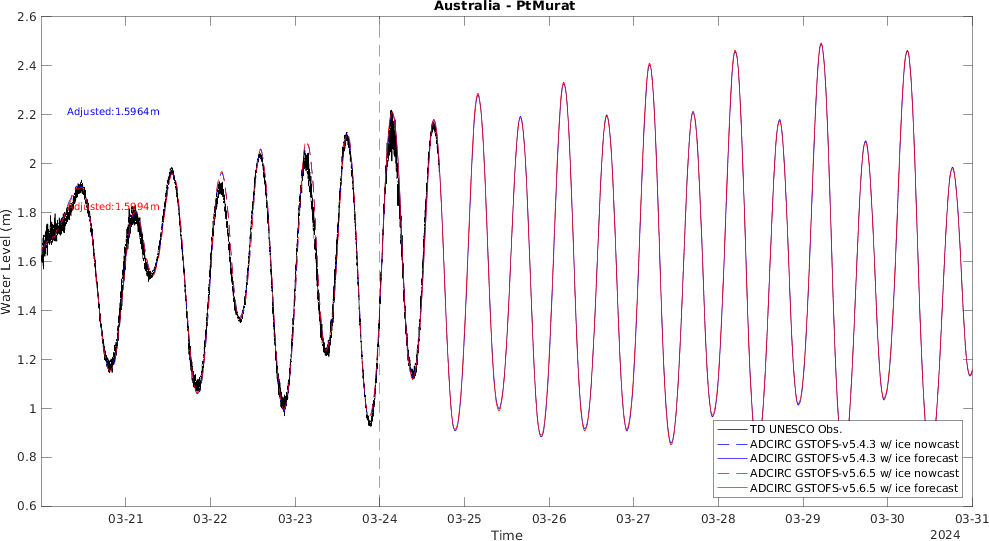 Australia - PtMurat
2.6
2.4
2.2
2
1.8
1.6
1.4
1.2
1
0.8
0.6
Water Level (m)
Adjusted:1.5964m
Adjusted:1.5994m
TD UNESCO Obs.
ADCIRC GSTOFS-v5.4.3 w/ ice nowcast
ADCIRC GSTOFS-v5.4.3 w/ ice forecast
ADCIRC GSTOFS-v5.6.5 w/ ice nowcast
ADCIRC GSTOFS-v5.6.5 w/ ice forecast
03-21 03-22 03-23 03-24 03-25 03-26 03-27 03-28 03-29 03-30 03-31
Time
2024